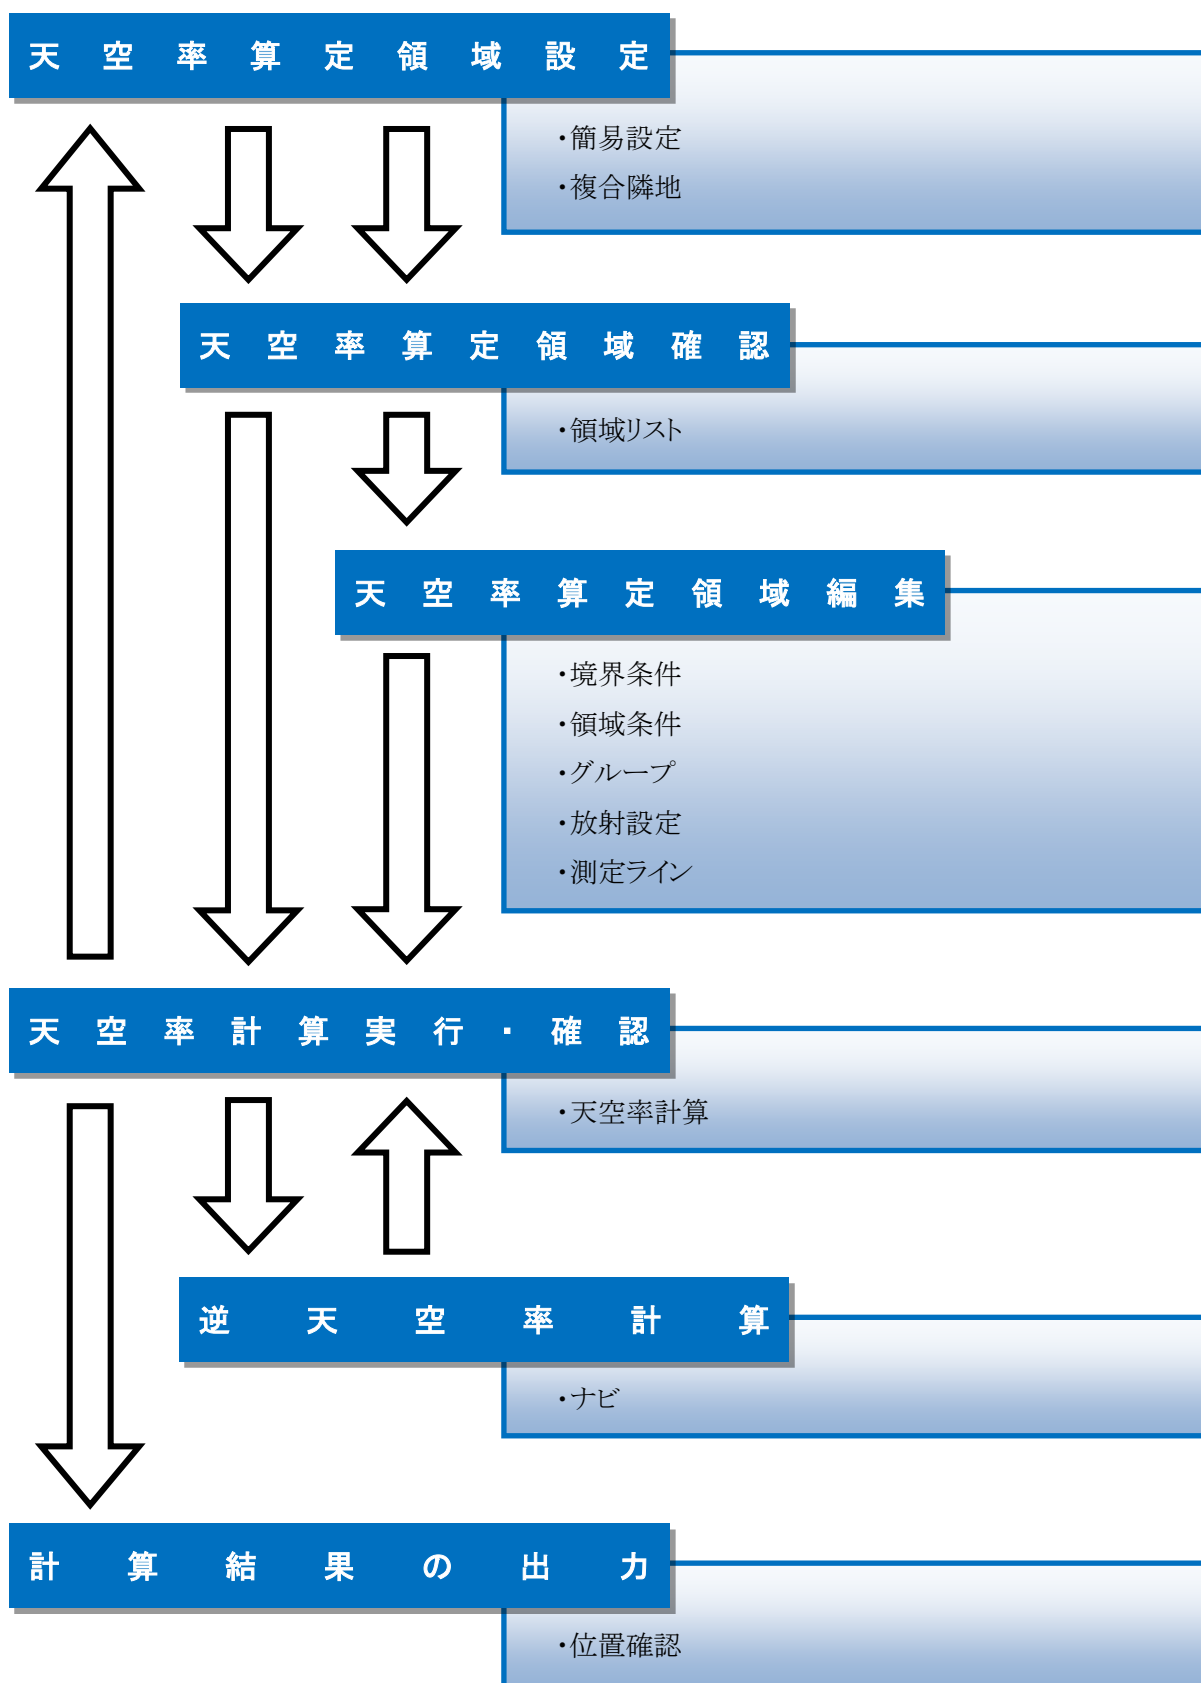 天空率算定領域設定
・簡易設定
・複合隣地
天空率算定領域確認
・領域リスト
天空率算定領域編集
・境界条件
・領域条件
・グループ
・放射設定
・測定ライン
天空率計算実行・確認
・天空率計算
逆天空率計算
・ナビ
計算結果の出力
・位置確認